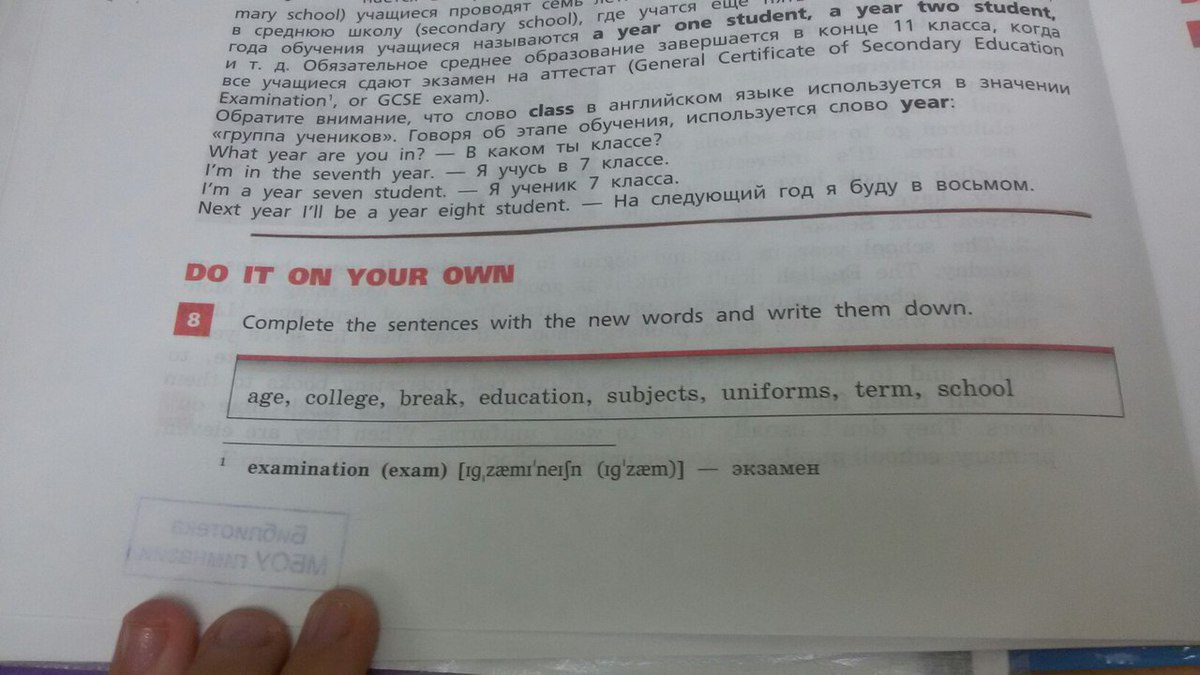 mary school) учащиеся проводят семь
в среднюю школу (secondary school), где учатся ещё
года обучения учащиеся называются a year one student, a year two student,
и т. д. Обязательное среднее образование завершается в конце 11 класса, когда
все учащиеся сдают экзамен на аттестат (General Certificate of Secondary Education
Examination¹, or GCSE exam).
Обратите внимание, что слово class в английском языке используется в значении
«группа учеников». Говоря об этапе обучения, используется слово year:
What year are you in? — В каком ты классе?
I'm in the seventh year. — Я учусь в 7 классе.
I'm a year seven student. — Я ученик 7 класса.
Next year I'll be a year eight student. — На следующий год я буду в восьмом.
DO IT ON YOUR OWN
8 Complete the sentences with the new words and write them down.
age, college, break, education, subjects, uniforms, term, school
¹ examination (exam) [ɪɡˌzæmɪˈneɪʃn (ɪɡˈzæm)] — экзамен
Библиотека
МБОУ